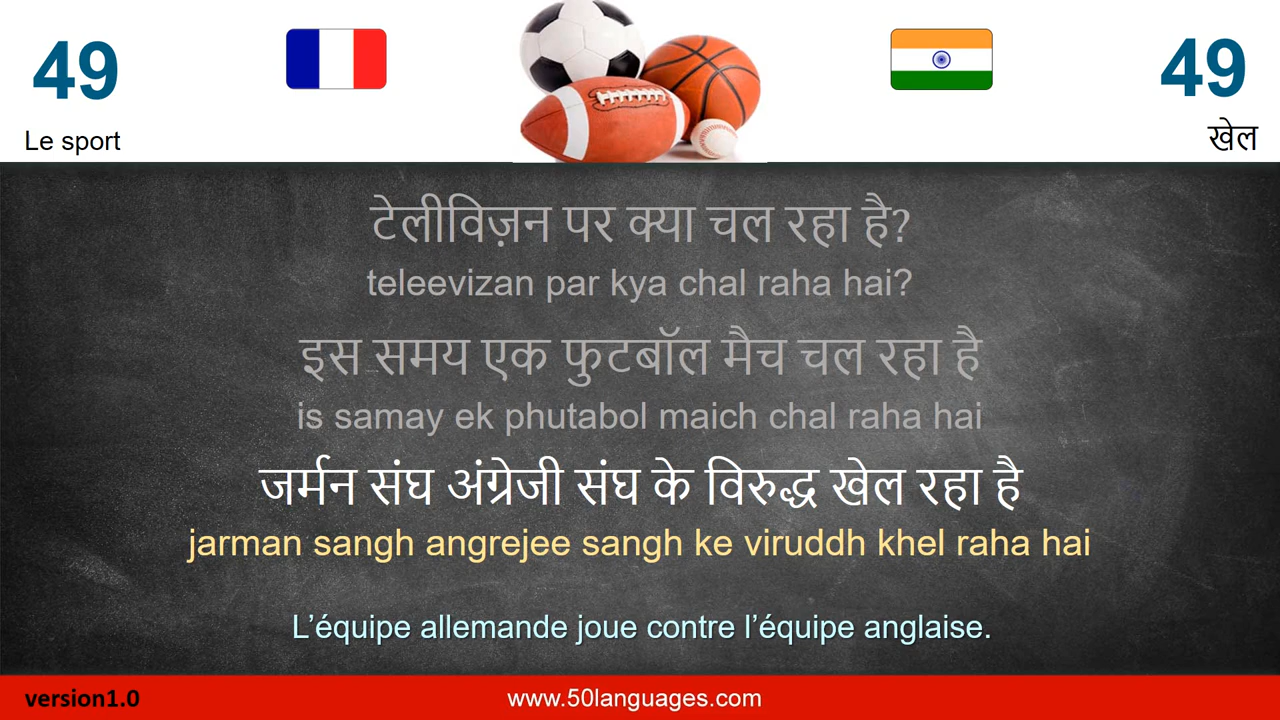 49
49
Le sport
खेल
टेलीविज़न पर क्या चल रहा है?
teleevizan par kya chal raha hai?
इस समय एक फुटबॉल मैच चल रहा है
is samay ek phutabol maich chal raha hai
जर्मन संघ अंग्रेजी संघ के विरुद्ध खेल रहा है
jarman sangh angrejee sangh ke viruddh khel raha hai
L’équipe allemande joue contre l’équipe anglaise.
version1.0
www.50languages.com